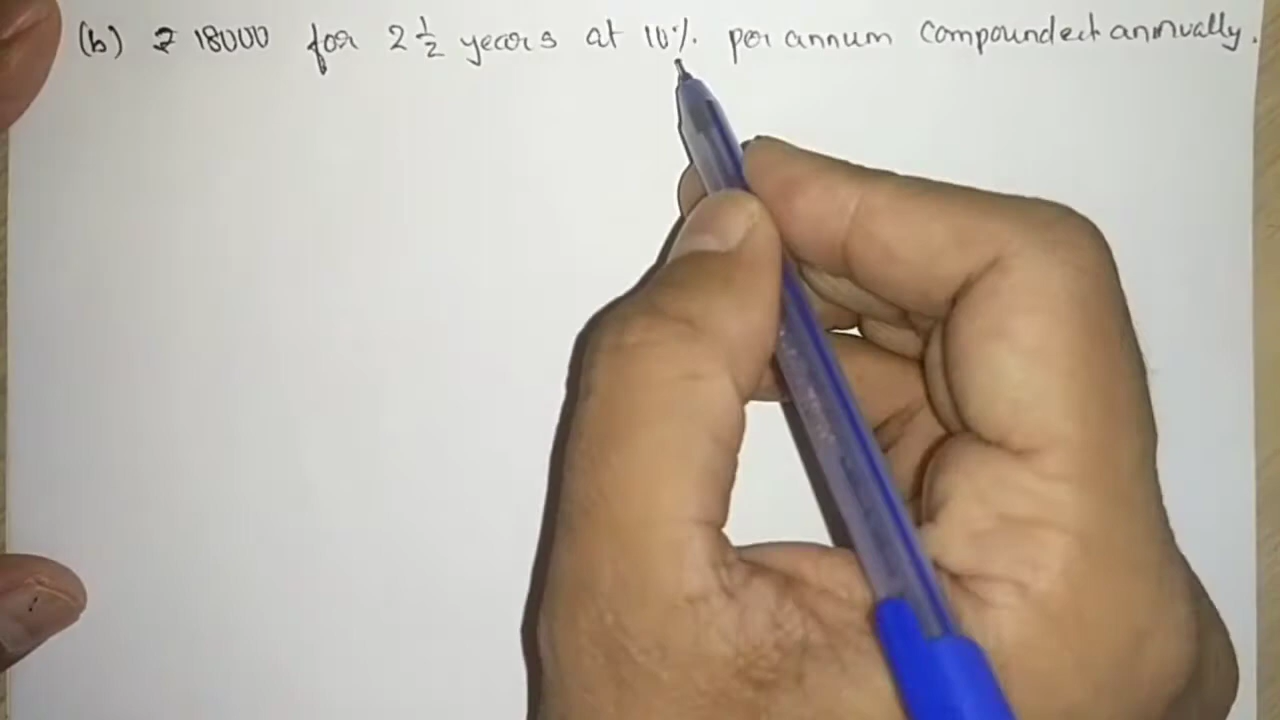 (b) ₹ 18000 for 2 1/2 years at 10% per annum compounded annually.